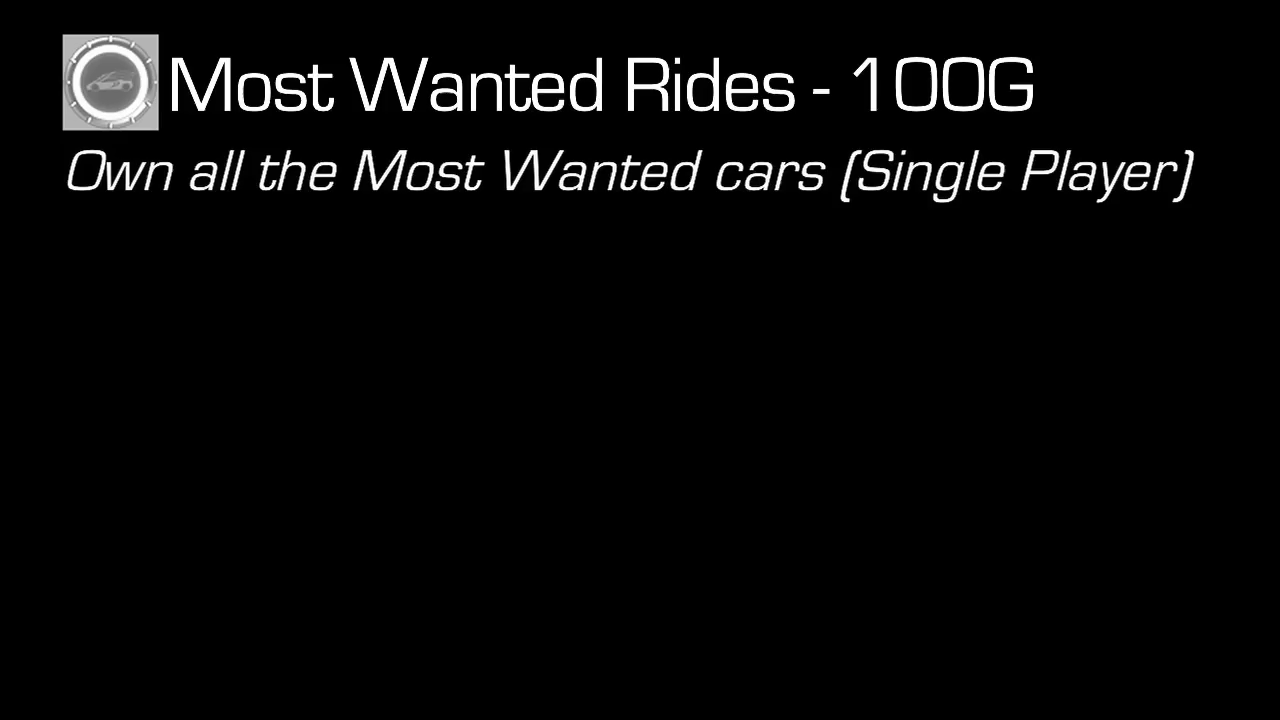 Most Wanted Rides - 100G
Own all the Most Wanted cars (Single Player)